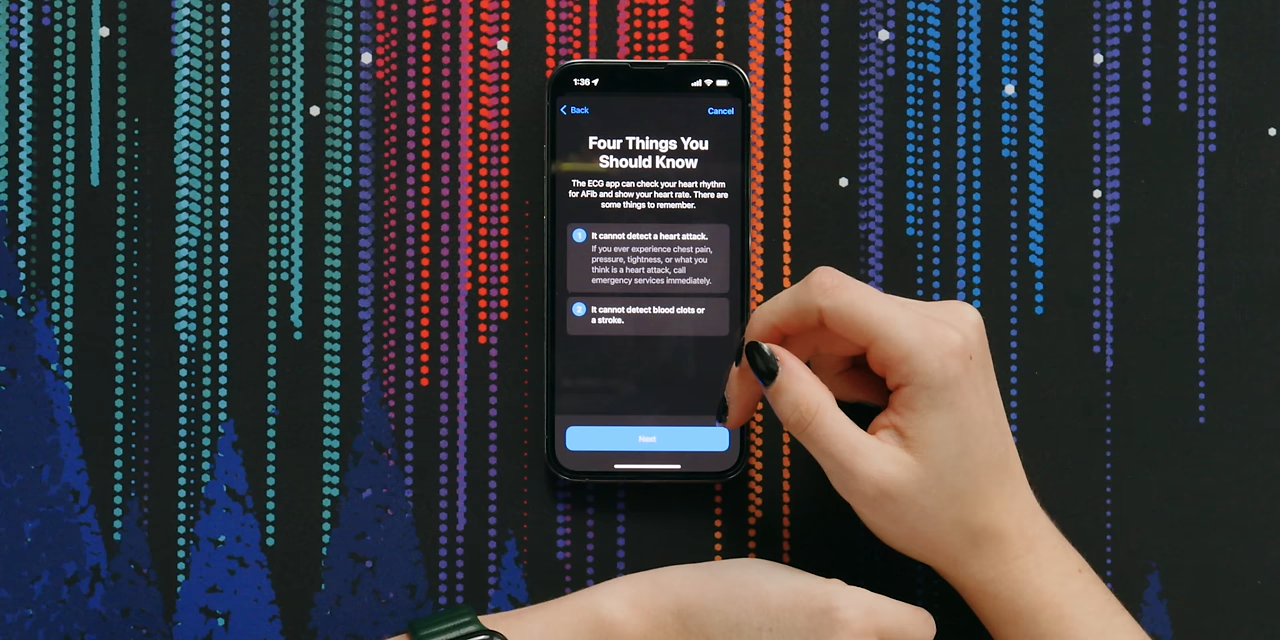 1:36
Back
Cancel
Four Things You
Should Know
The ECG app can check your heart rhythm
for AFib and show your heart rate. There are
some things to remember.
1 It cannot detect a heart attack.
If you ever experience chest pain,
pressure, tightness, or what you
think is a heart attack, call
emergency services immediately.
2 It cannot detect blood clots or
a stroke.
Next